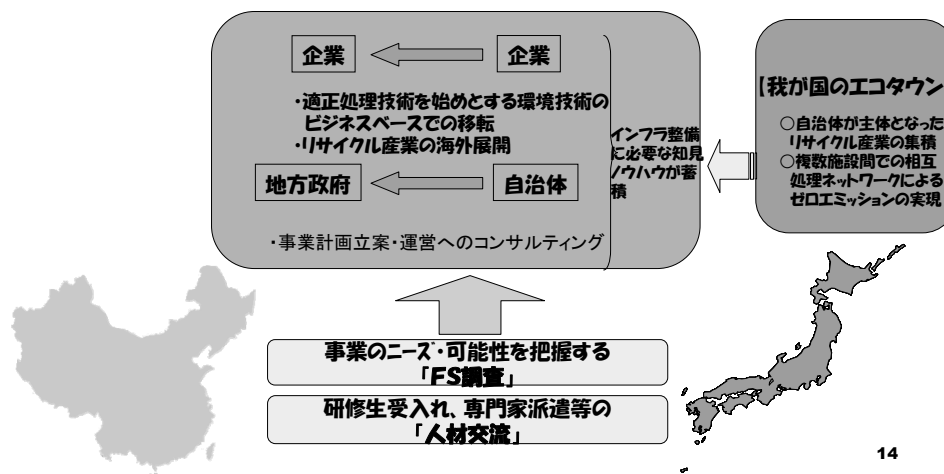 企業
企業
・適正処理技術を始めとする環境技術の
ビジネスベースでの移転
・リサイクル産業の海外展開
地方政府
自治体
・事業計画立案・運営へのコンサルティング
インフラ整備
に必要な知見
ノウハウが蓄
積
【我が国のエコタウン
○自治体が主体となった
リサイクル産業の集積
○複数施設間での相互
処理ネットワークによる
ゼロエミッションの実現
事業のニーズ・可能性を把握する
「FS調査」
研修生受入れ、専門家派遣等の
「人材交流」
14